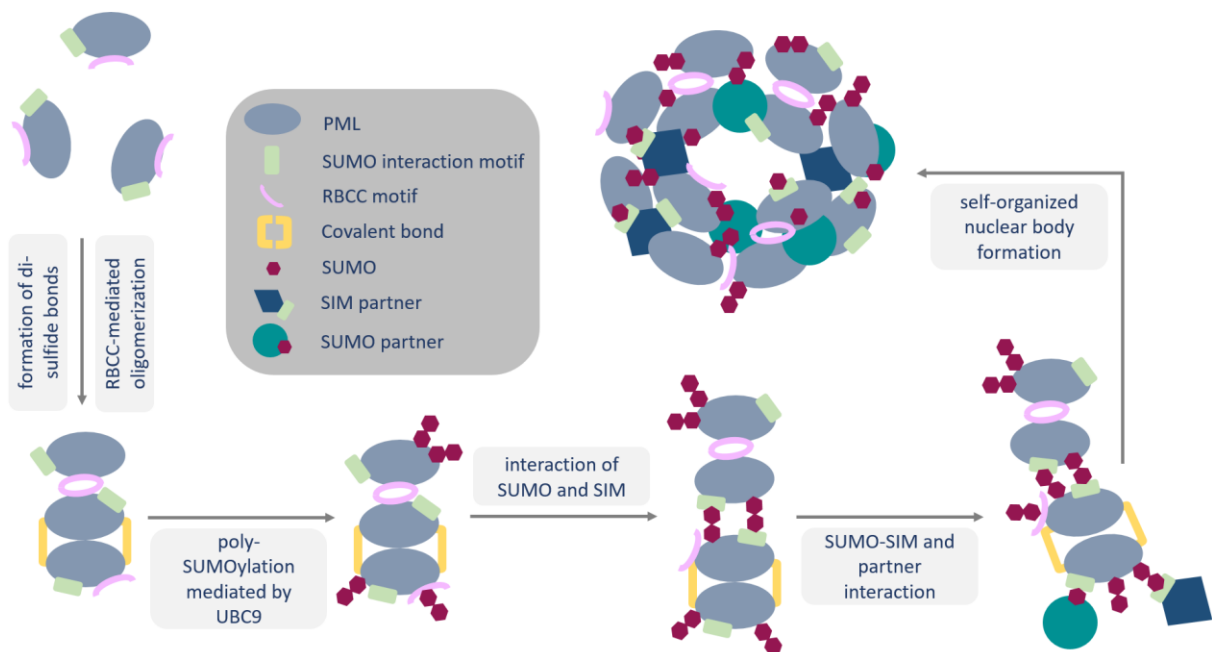 PML
SUMO interaction motif
RBCC motif
Covalent bond
SUMO
SIM partner
SUMO partner
formation of di-
sulfide bonds
RBCC-mediated
oligomerization
poly-
SUMOylation
mediated by
UBC9
interaction of
SUMO and SIM
SUMO-SIM and
partner
interaction
self-organized
nuclear body
formation